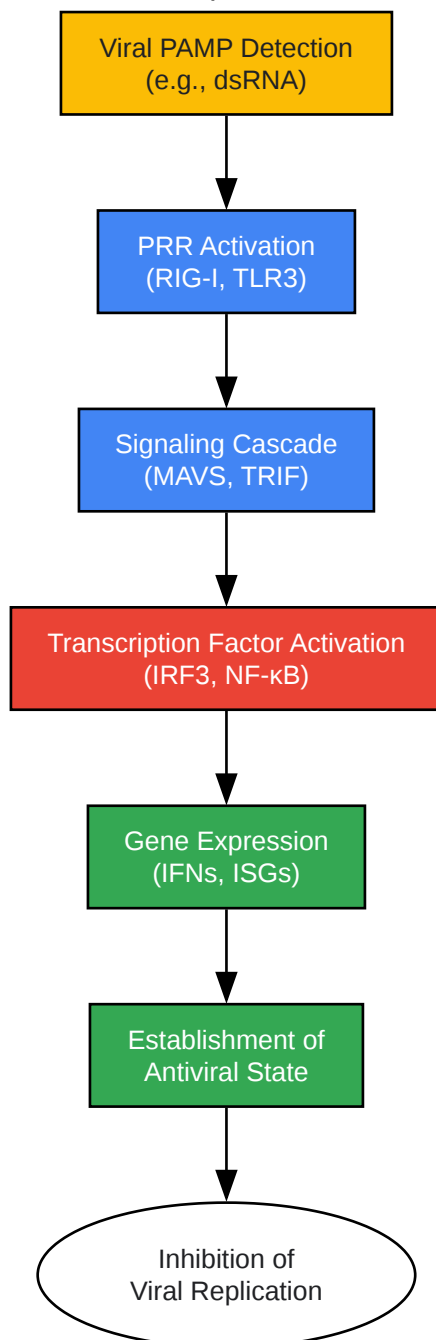 Viral PAMP Detection
(e.g., dsRNA)
PRR Activation
(RIG-I, TLR3)
Signaling Cascade
(MAVS, TRIF)
Transcription Factor Activation
(IRF3, NF-κB)
Gene Expression
(IFNs, ISGs)
Establishment of
Antiviral State
Inhibition of
Viral Replication